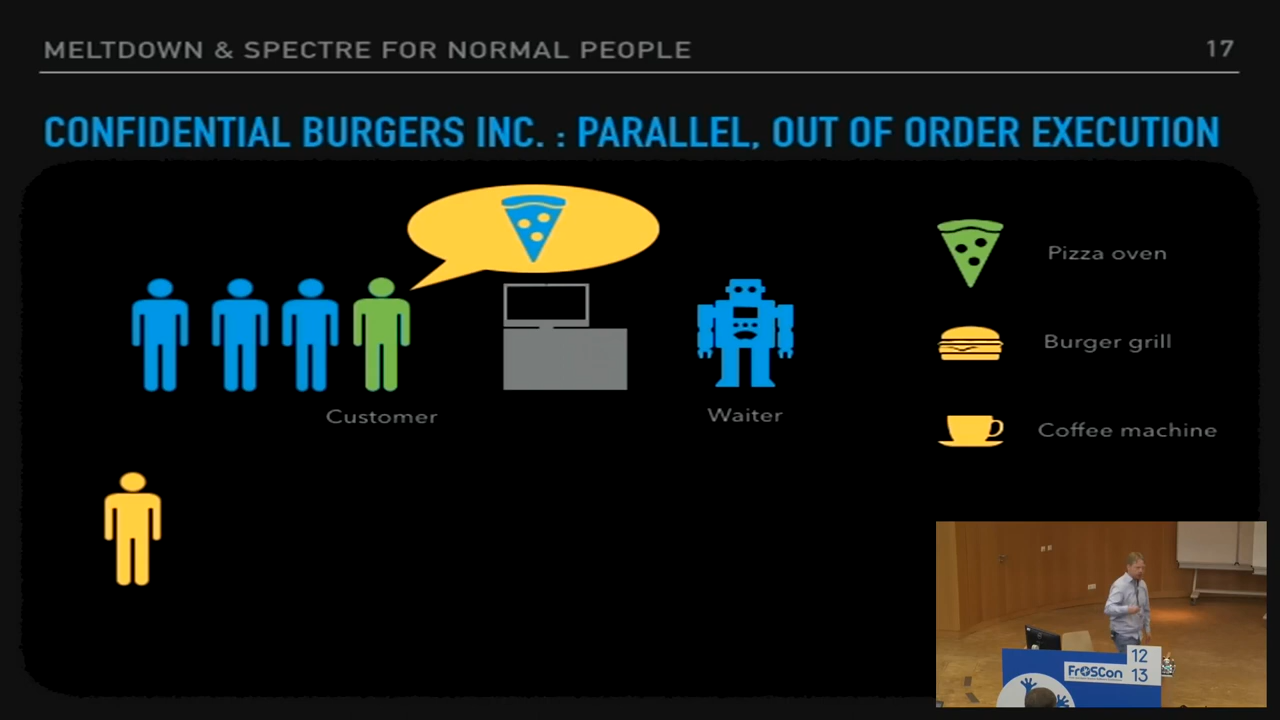 MELTDOWN & SPECTRE FOR NORMAL PEOPLE
17
CONFIDENTIAL BURGERS INC. : PARALLEL, OUT OF ORDER EXECUTION
Pizza oven
Burger grill
Customer
Waiter
Coffee machine
12
FrOSCon
13